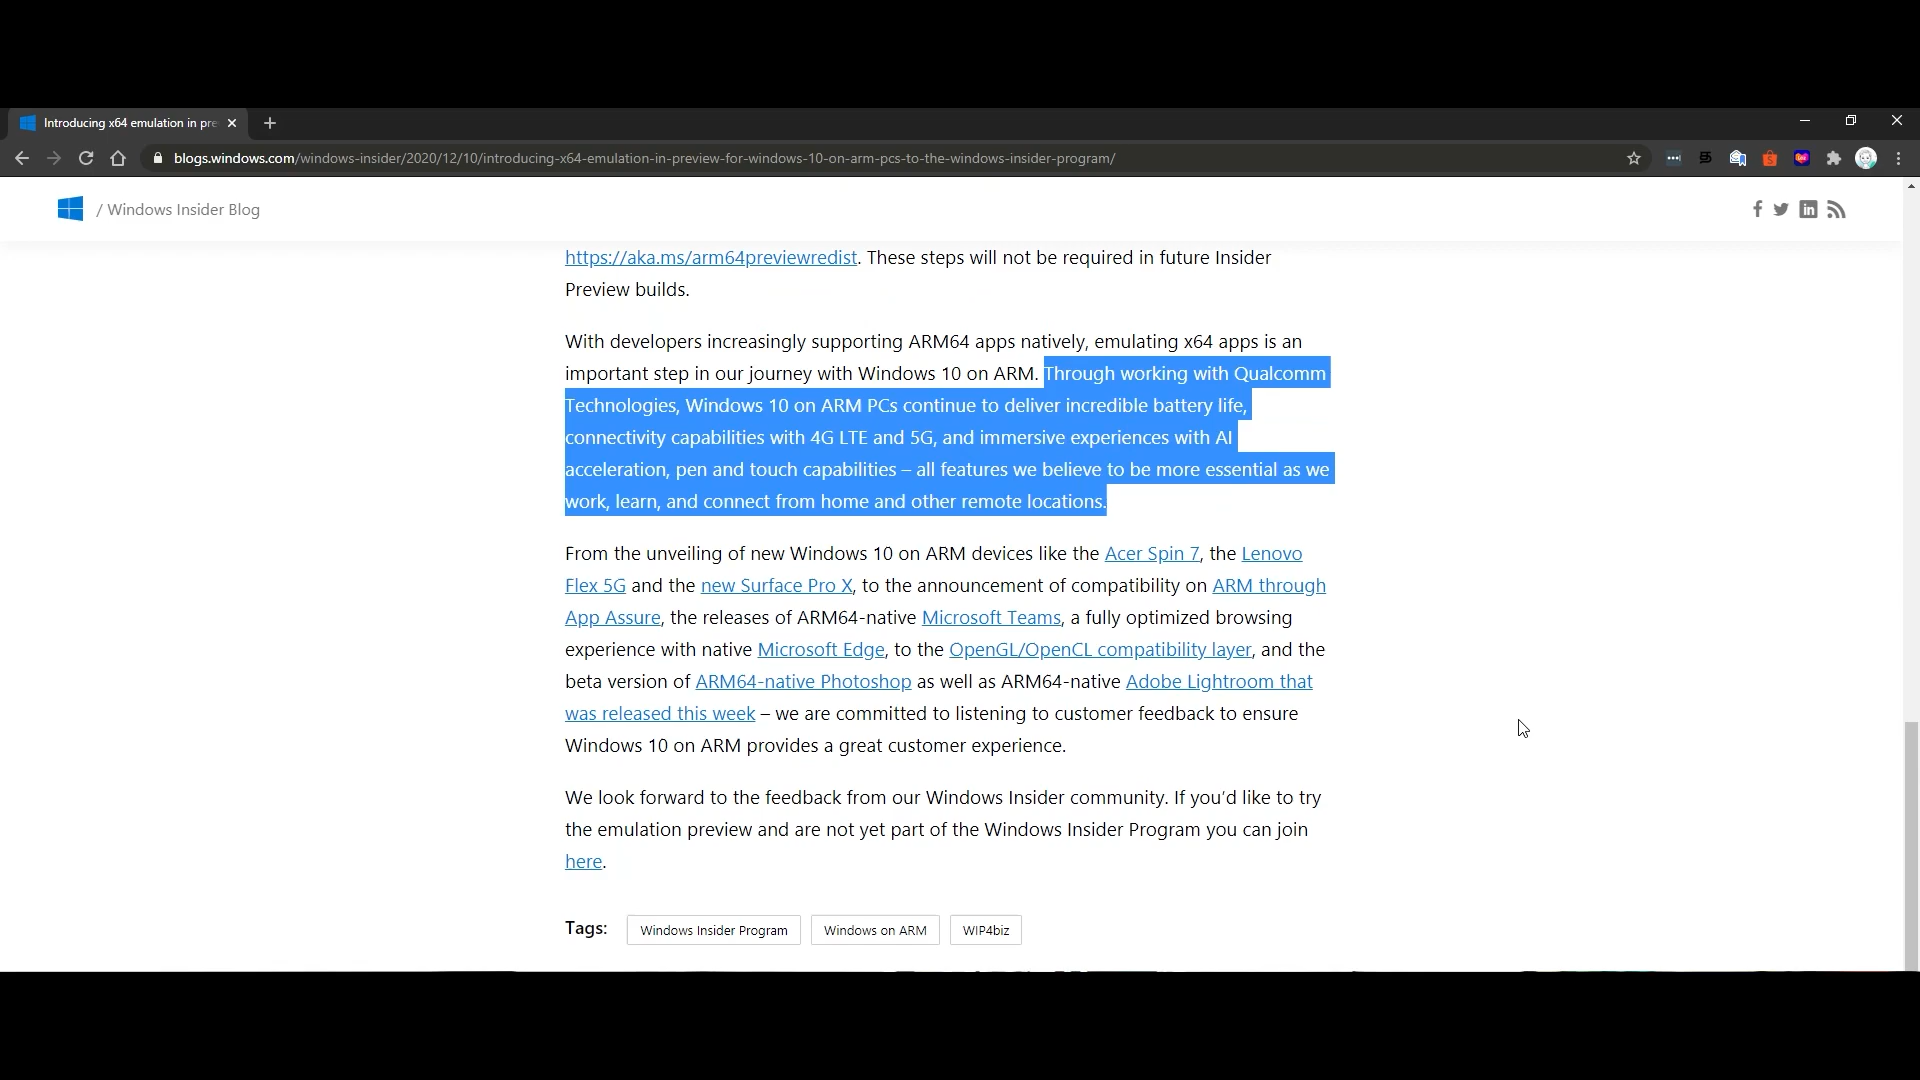 Introducing x64 emulation in pre
blogs.windows.com/windows-insider/2020/12/10/introducing-x64-emulation-in-preview-for-windows-10-on-arm-pcs-to-the-windows-insider-program/
/ Windows Insider Blog
https://aka.ms/arm64previewredist. These steps will not be required in future Insider
Preview builds.
With developers increasingly supporting ARM64 apps natively, emulating x64 apps is an
important step in our journey with Windows 10 on ARM. Through working with Qualcomm
Technologies, Windows 10 on ARM PCs continue to deliver incredible battery life,
connectivity capabilities with 4G LTE and 5G, and immersive experiences with AI
acceleration, pen and touch capabilities – all features we believe to be more essential as we
work, learn, and connect from home and other remote locations.
From the unveiling of new Windows 10 on ARM devices like the Acer Spin 7, the Lenovo
Flex 5G and the new Surface Pro X, to the announcement of compatibility on ARM through
App Assure, the releases of ARM64-native Microsoft Teams, a fully optimized browsing
experience with native Microsoft Edge, to the OpenGL/OpenCL compatibility layer, and the
beta version of ARM64-native Photoshop as well as ARM64-native Adobe Lightroom that
was released this week – we are committed to listening to customer feedback to ensure
Windows 10 on ARM provides a great customer experience.
We look forward to the feedback from our Windows Insider community. If you'd like to try
the emulation preview and are not yet part of the Windows Insider Program you can join
here.
Tags: Windows Insider Program Windows on ARM WIP4biz